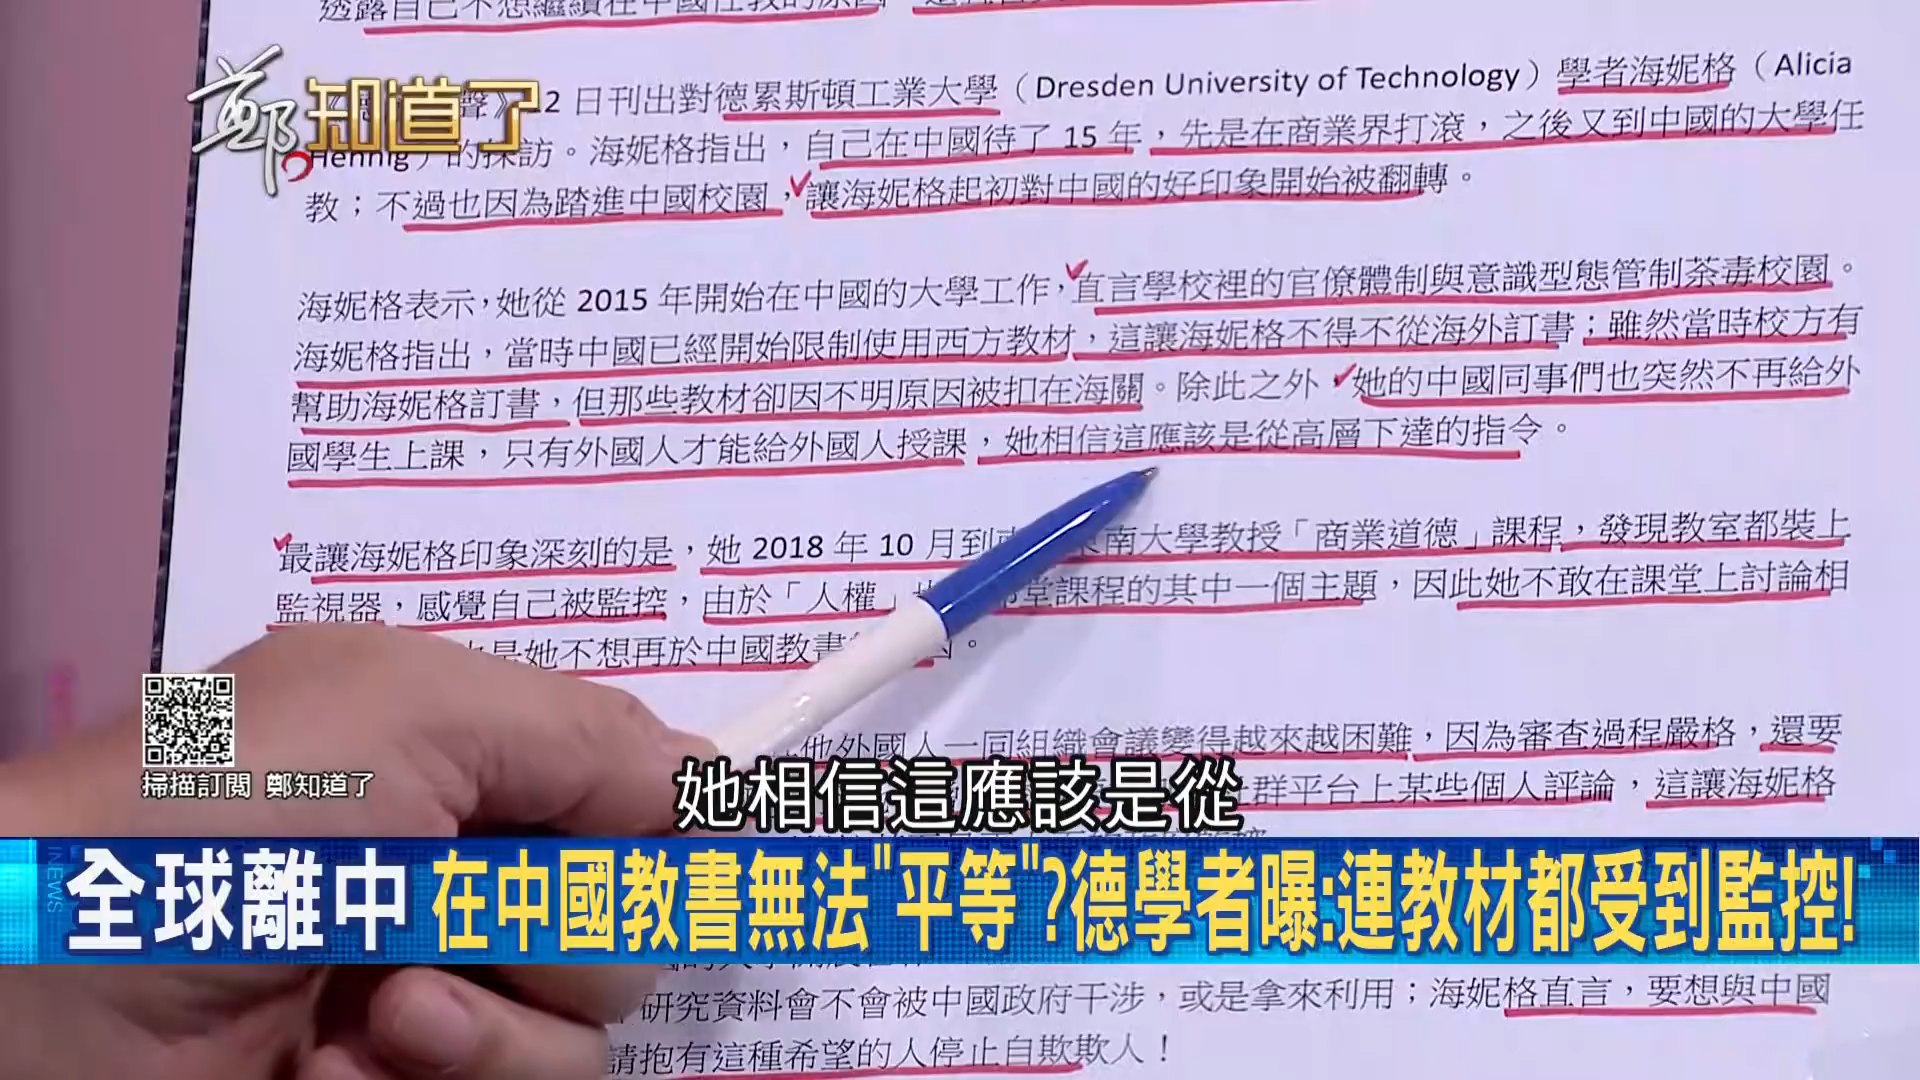 透露自己不想繼續在中國任教的原因
鄭知道了
聲》12 日刊出對德累斯頓工業大學（Dresden University of Technology）學者海妮格（Alicia
Hennig）的採訪。海妮格指出，自己在中國待了 15 年，先是在商業界打滾，之後又到中國的大學任
教；不過也因為踏進中國校園，讓海妮格起初對中國的好印象開始被翻轉。
海妮格表示，她從 2015 年開始在中國的大學工作，直言學校裡的官僚體制與意識型態管制荼毒校園。
海妮格指出，當時中國已經開始限制使用西方教材，這讓海妮格不得不從海外訂書；雖然當時校方有
幫助海妮格訂書，但那些教材卻因不明原因被扣在海關。除此之外，她的中國同事們也突然不再給外
國學生上課，只有外國人才能給外國人授課，她相信這應該是從高層下達的指令。
最讓海妮格印象深刻的是，她 2018 年 10 月到 東南大學教授「商業道德」課程，發現教室都裝上
監視器，感覺自己被監控，由於「人權」 堂課程的其中一個主題，因此她不敢在課堂上討論相
也是她不想再於中國教書 。
他外國人一同組織會議變得越來越困難，因為審查過程嚴格，還要
群平台上某些個人評論，這讓海妮格
掃描訂閱 鄭知道了
她相信這應該是從
NEWS
全球離中 在中國教書無法"平等"?德學者曝:連教材都受到監控!
研究資料會不會被中國政府干涉，或是拿來利用；海妮格直言，要想與中國
請抱有這種希望的人停止自欺欺人！